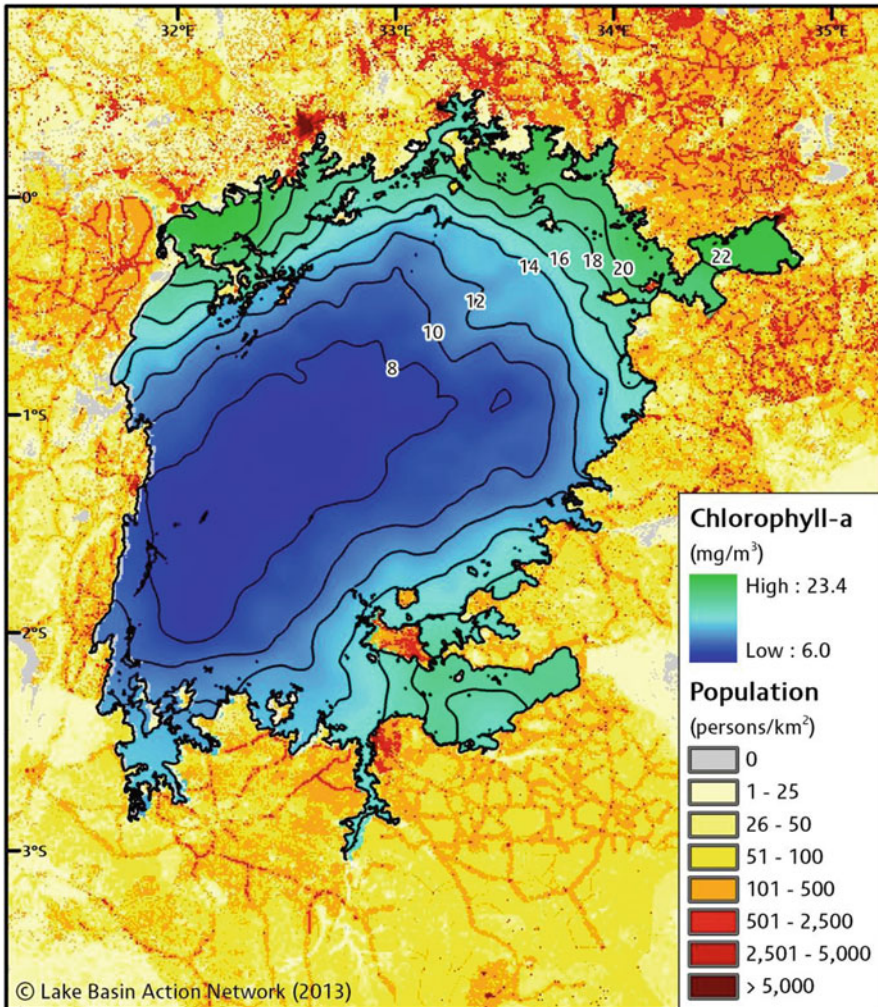 32°E 33°E 34°E 35°E
0°
22
16 18 20
14
12
10
8
1°S
2°S
3°S
Chlorophyll-a
(mg/m³)
High : 23.4
Low : 6.0
Population
(persons/km²)
0
1 - 25
26 - 50
51 - 100
101 - 500
501 - 2,500
2,501 - 5,000
> 5,000
© Lake Basin Action Network (2013)